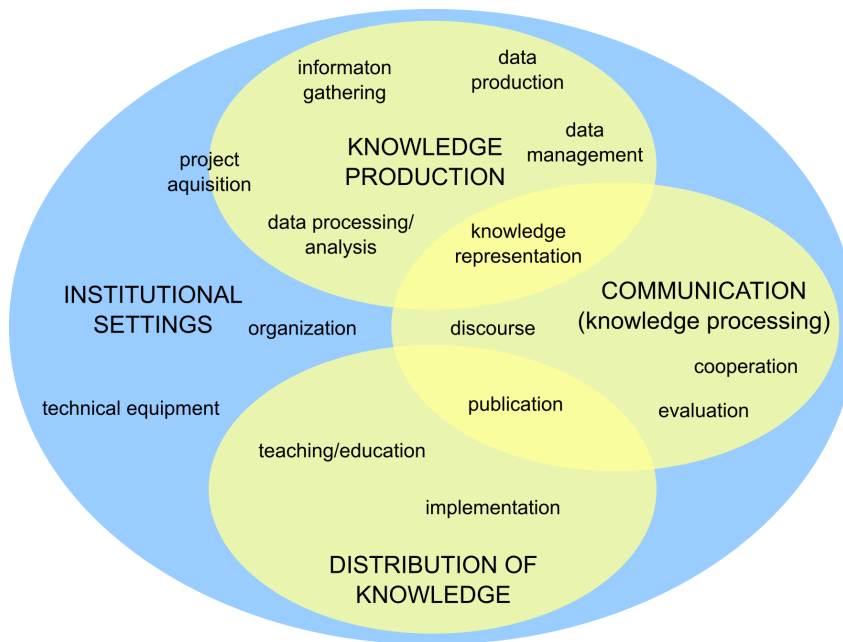 informaton
gathering
data
production
KNOWLEDGE
PRODUCTION
data
management
project
aquisition
data processing/
analysis
knowledge
representation
INSTITUTIONAL
SETTINGS
COMMUNICATION
(knowledge processing)
organization
discourse
cooperation
technical equipment
publication
evaluation
teaching/education
implementation
DISTRIBUTION OF
KNOWLEDGE